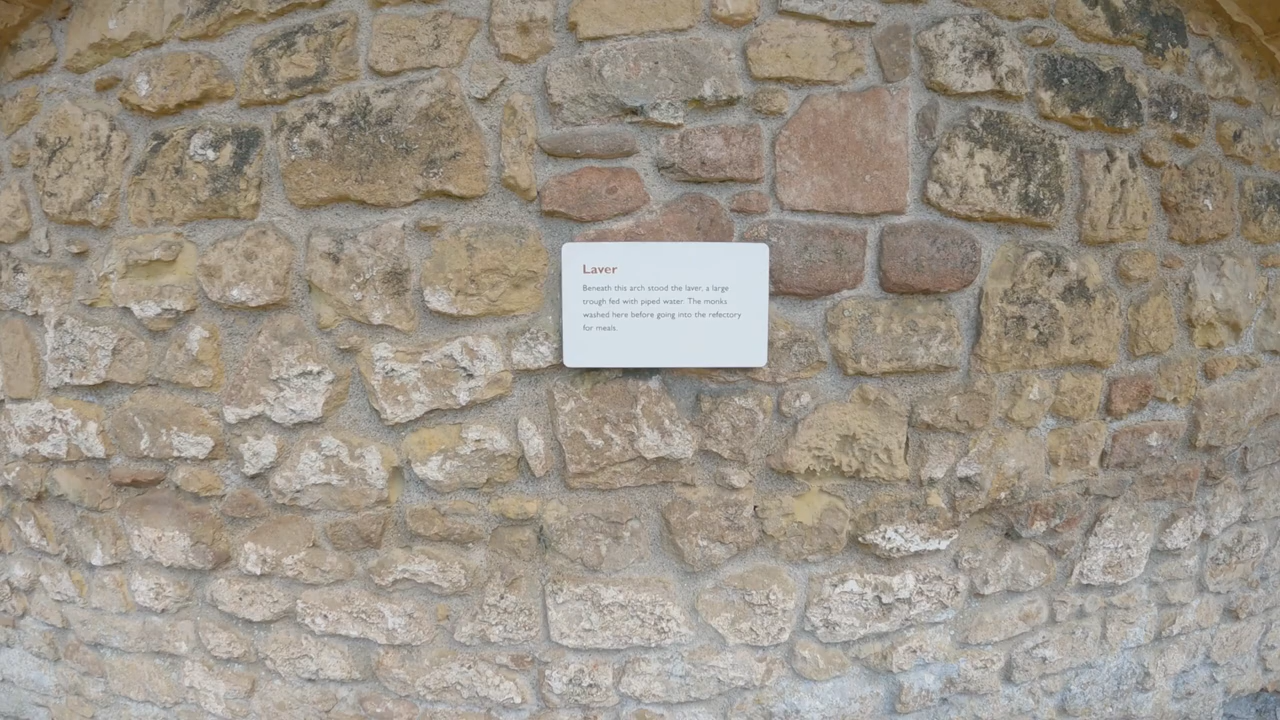 Laver
Beneath this arch stood the laver, a large
trough fed with piped water. The monks
washed here before going into the refectory
for meals.